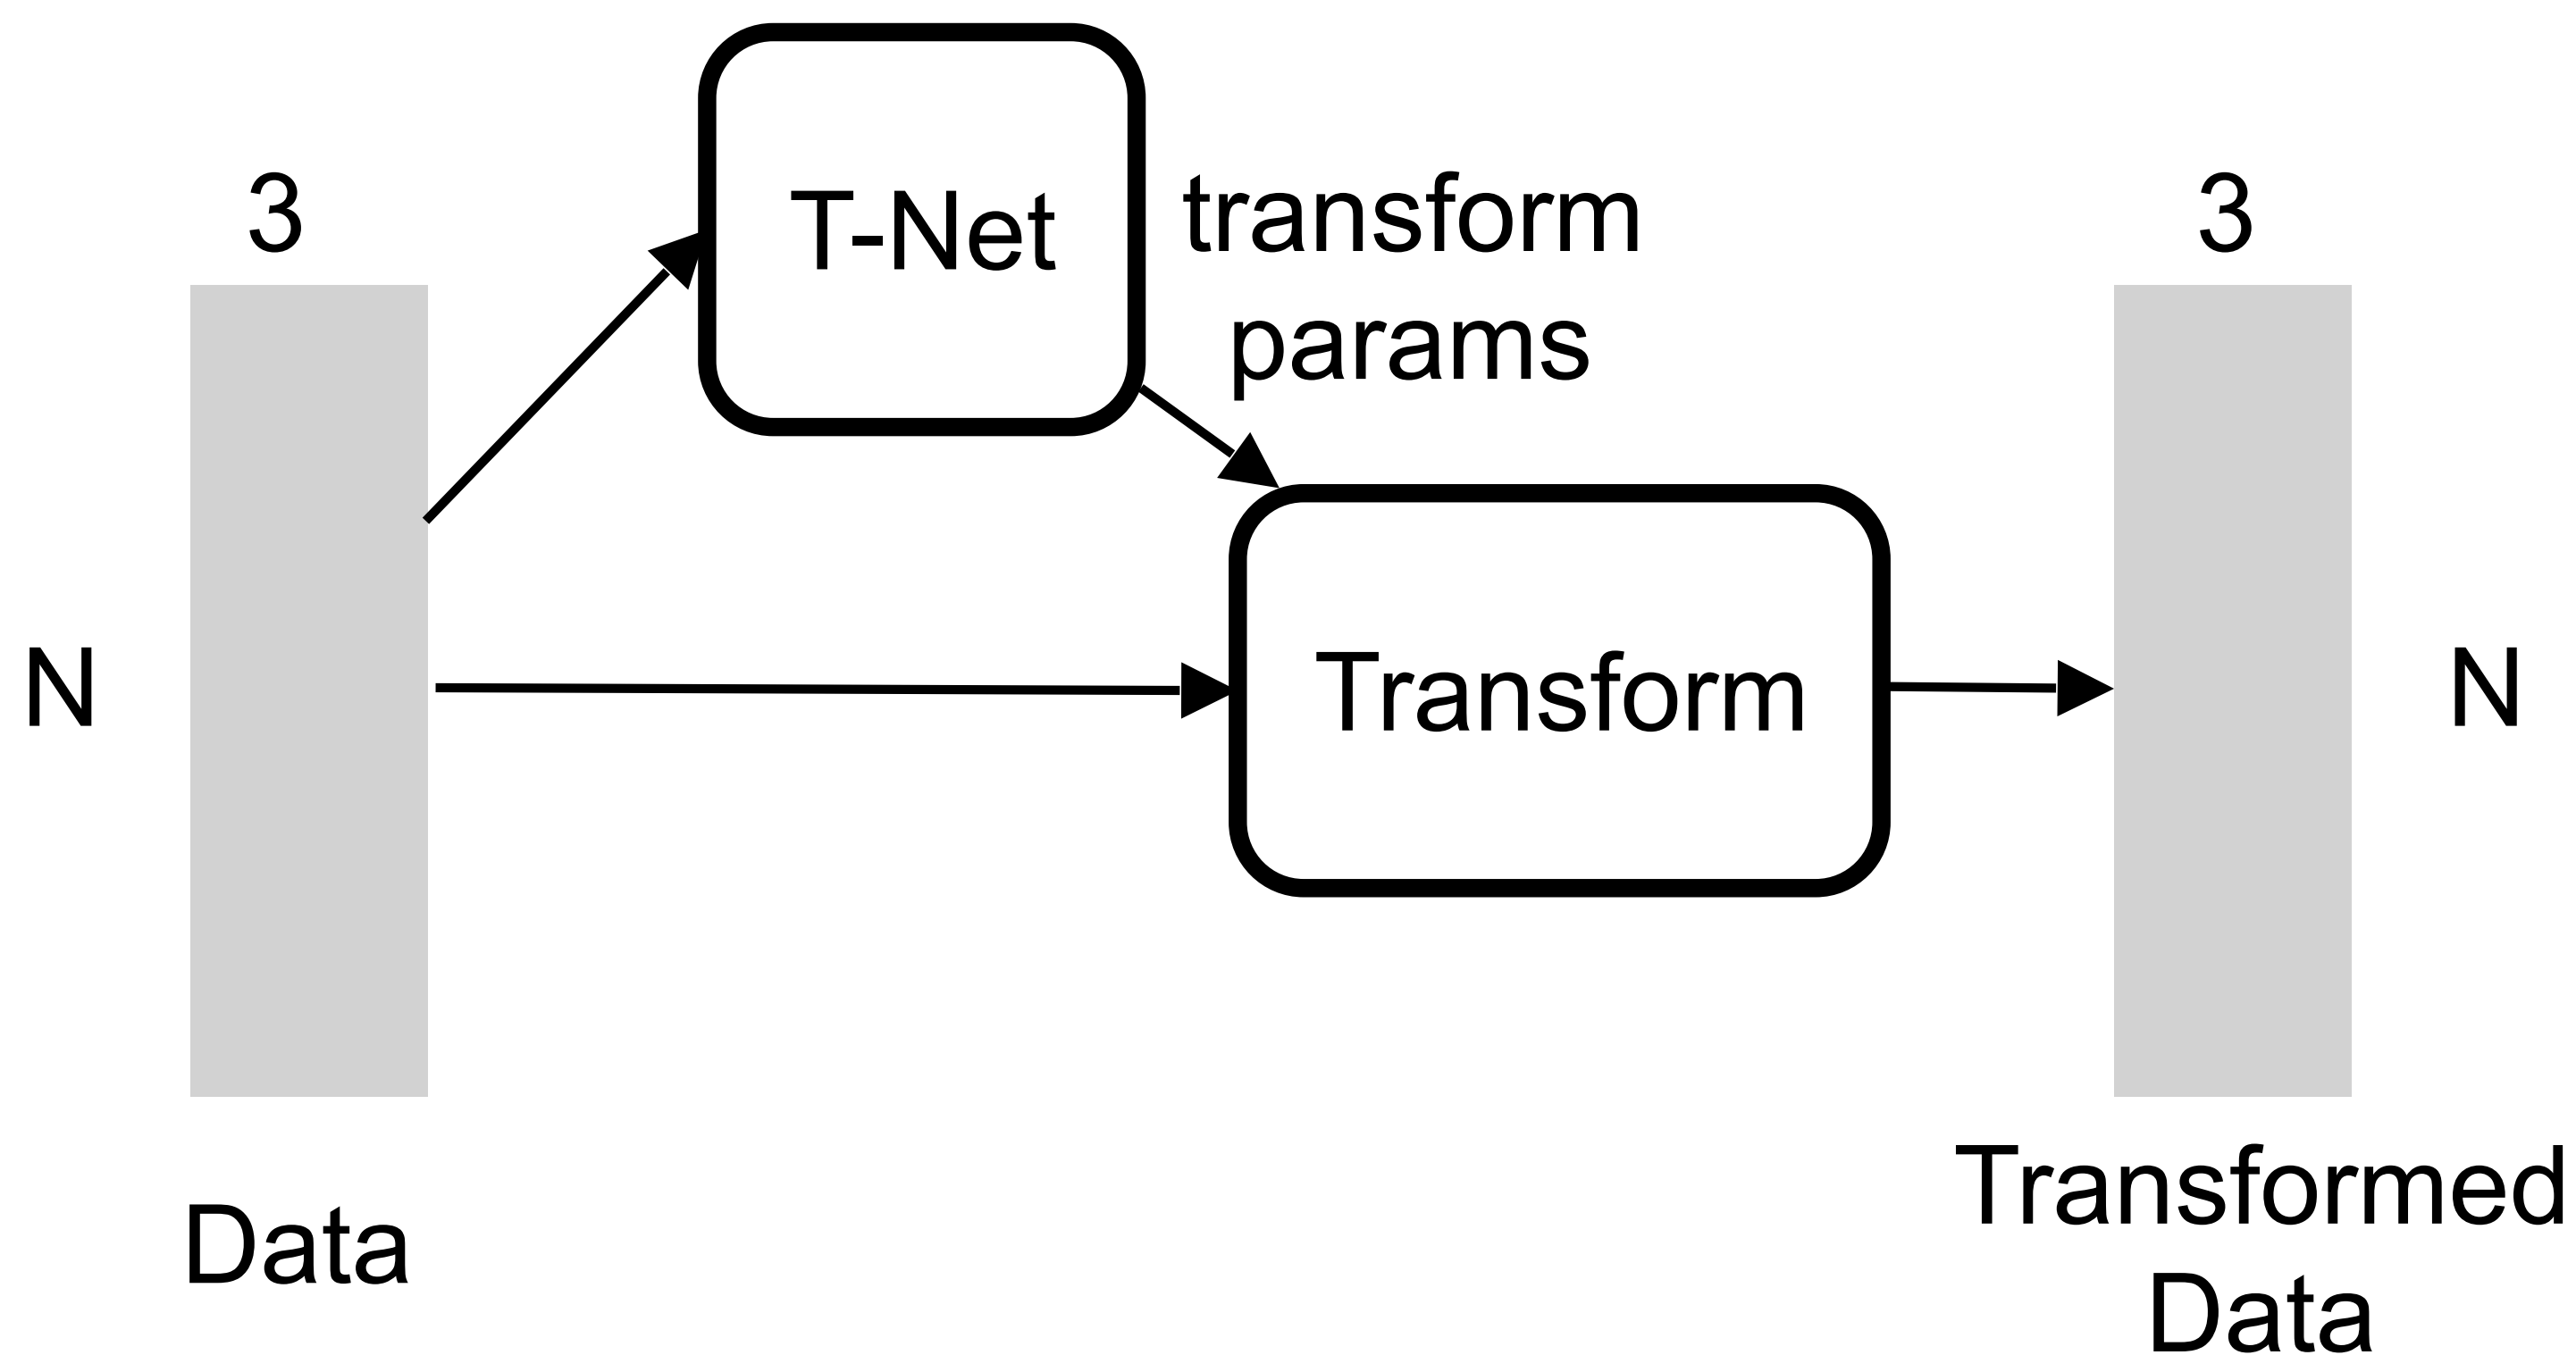 3
T-Net
transform
params
3
N
Transform
N
Data
Transformed
Data